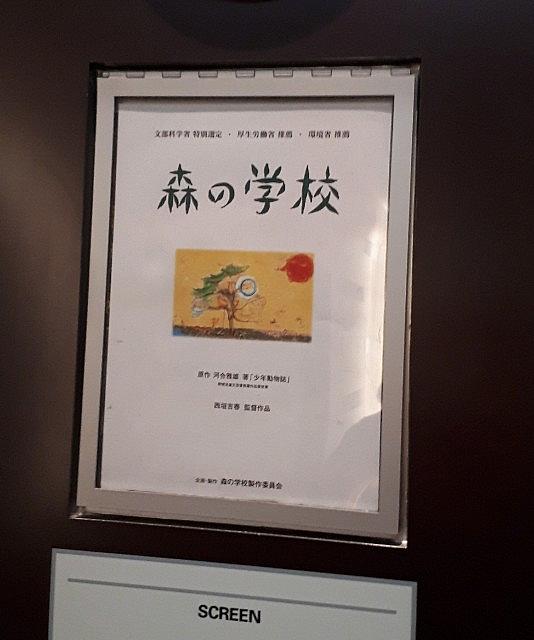 文部科学省 特別選定 ・ 厚生労働省 推薦 ・ 環境省 推薦
森の学校
原作 河合雅雄 著「少年動物誌」
西垣吉春 監督作品
企画・製作 森の学校製作委員会
SCREEN